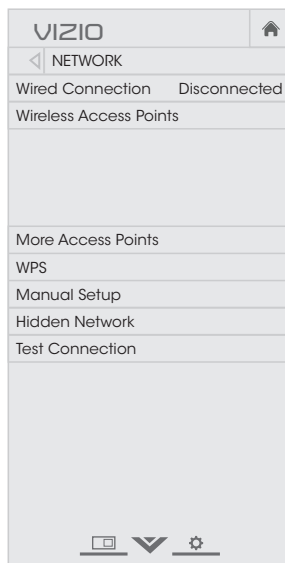 VIZIO
NETWORK
Wired Connection Disconnected
Wireless Access Points
More Access Points
WPS
Manual Setup
Hidden Network
Test Connection